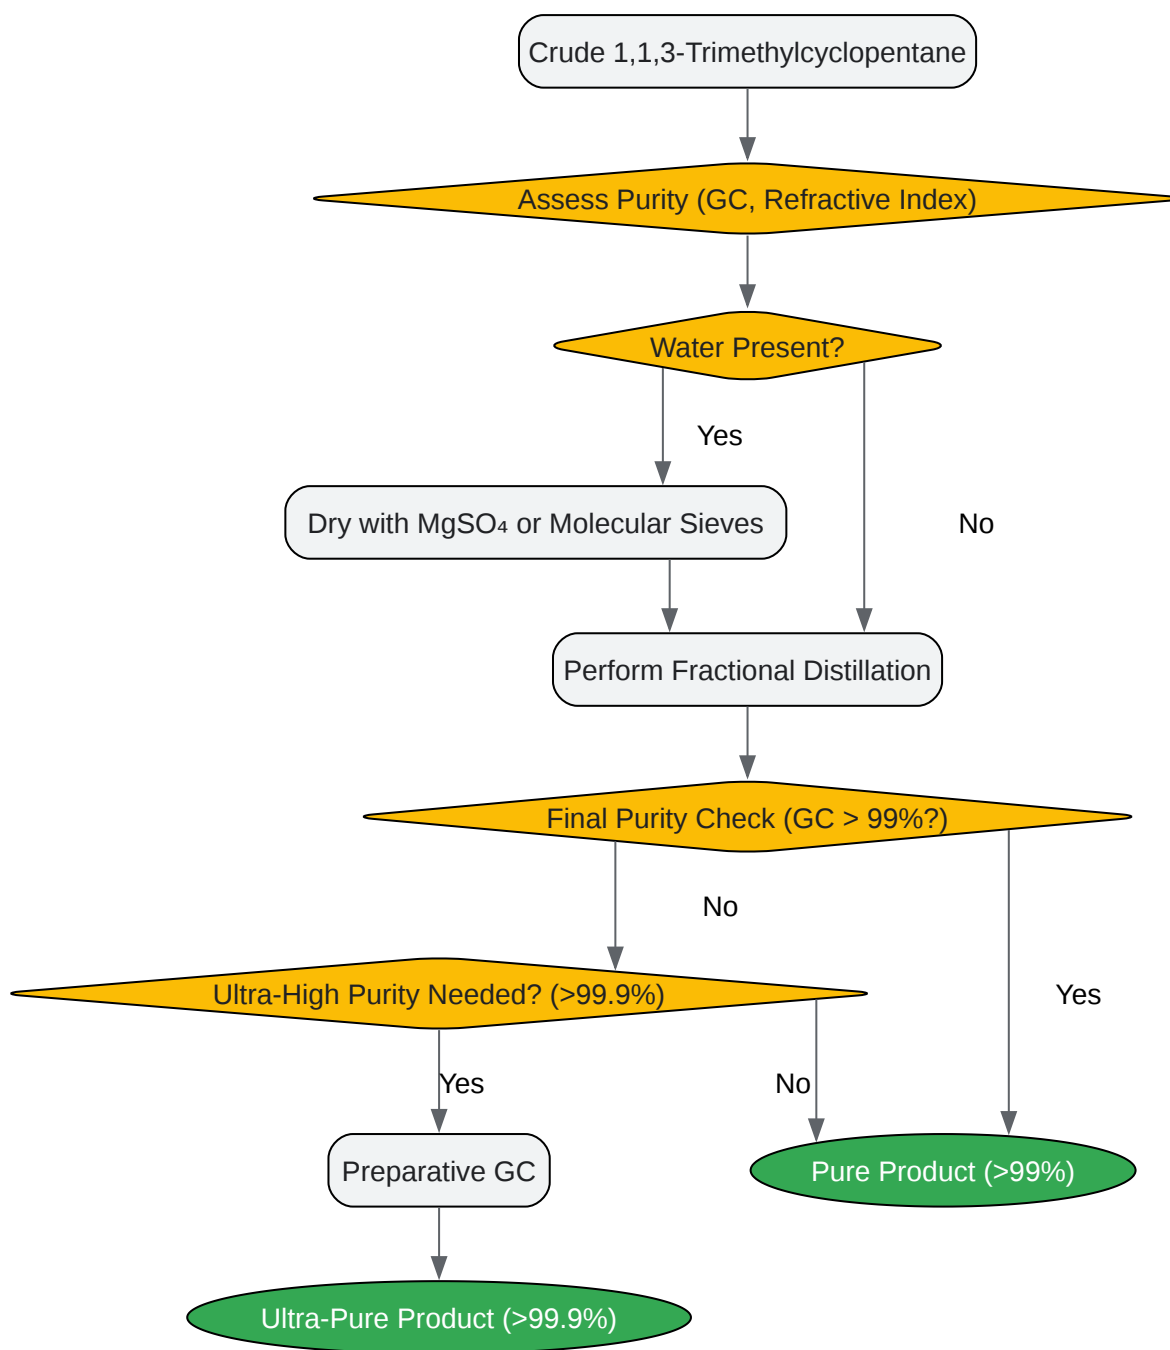 Crude 1,1,3-Trimethylcyclopentane
Assess Purity (GC, Refractive Index)
Water Present?
Yes
Dry with MgSO₄ or Molecular Sieves
No
Perform Fractional Distillation
Final Purity Check (GC > 99%?)
No
Ultra-High Purity Needed? (>99.9%)
Yes
Yes
No
Preparative GC
Pure Product (>99%)
Ultra-Pure Product (>99.9%)